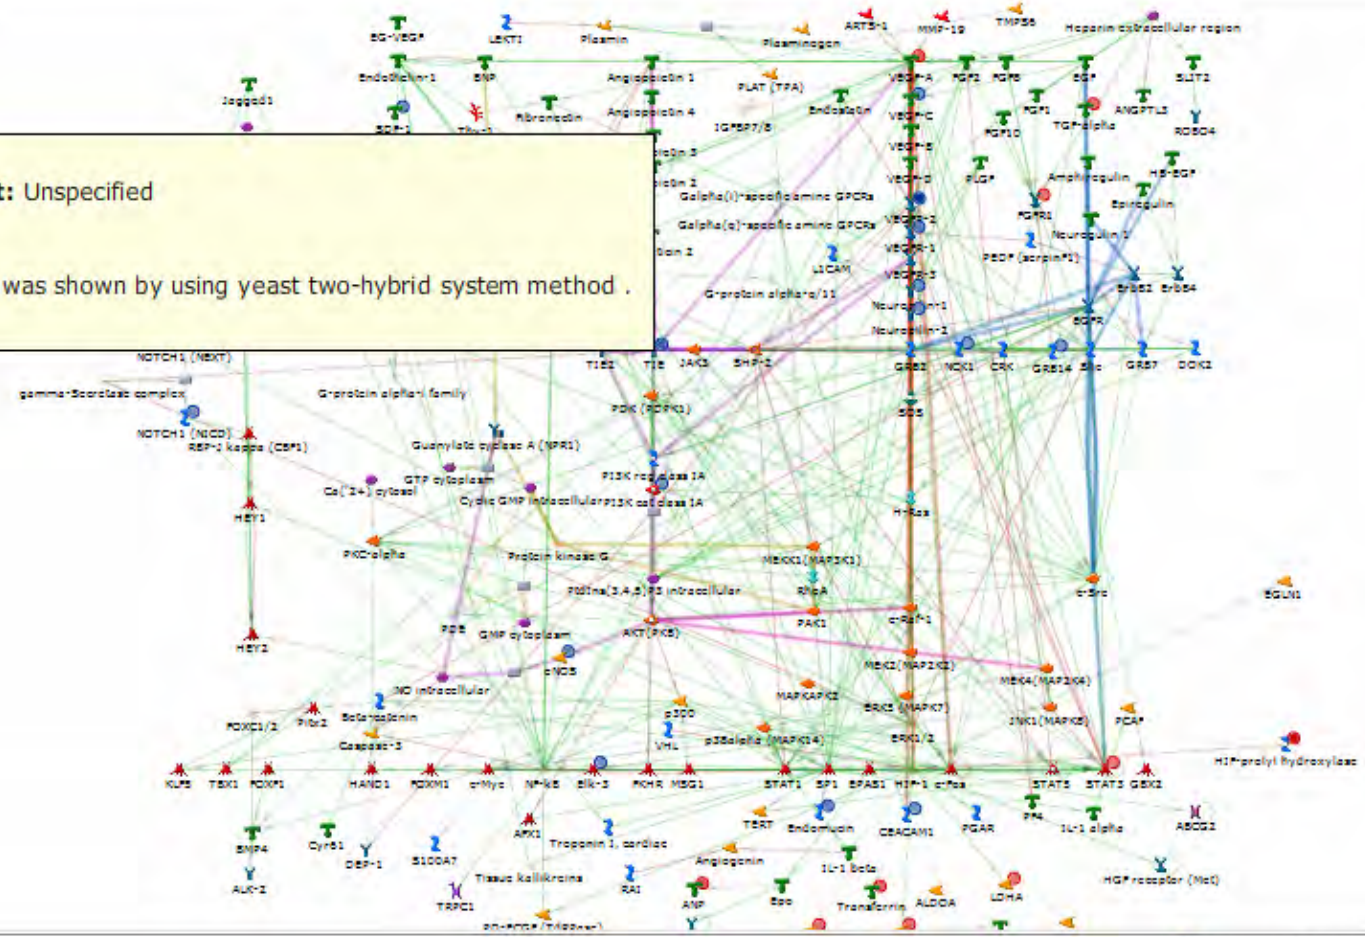 ARTS-1 MMP-19 TMPS6
EG-VEGF LEKTI Plasmin Plasminogen Heparin extracellular region
Endothelin-1 BNP Angiopoietin 1 PLAT (TPA) VEGF-A FGF2 FGF6 EGF SLIT2
Jagged1 Fibronectin Angiopoietin 4 Endostatin VEGF-C FGF1 TGF-alpha ANGPTL3
SDF-1 Thy-1 IGFBP7/8 FGF10 ROBO4
VEGF-B
t: Unspecified
VEGF-D PLGF Amphiregulin HB-EGF
Galpha(i)-specific amine GPCRs Epiregulin
VEGFR-2 FGFR1
Galpha(q)-specific amine GPCRs Neuregulin 1
VEGFR-1 PEDF (serpinF1)
L1CAM VEGFR-3 ErbB2 ErbB4
was shown by using yeast two-hybrid system method .
G-protein alpha-q/11
Neuropilin-1 EGFR
Neuropilin-2
NOTCH1 (NEXT) TIE2 TIE JAK3 SHP-2 GRB2 NCK1 CRK GRB14 Shc GRB7 DOK2
gamma-Secretase complex G-protein alpha-i family
PDK (PDPK1) SOS
NOTCH1 (NICD)
RBP-J kappa (CBF1) Guanylate cyclase A (NPR1)
GTP cytoplasm PI3K reg class IA
Ca(2+) cytosol Cyclic GMP intracellular PI3K cat class IA
HEY1 H-Ras
PKC-alpha Protein kinase G MEKK1(MAP3K1)
PtdIns(3,4,5)P3 intracellular RhoA c-Src EGLN1
PDE GMP cytoplasm AKT(PKB) PAK1 c-Raf-1
HEY2
eNOS MEK2(MAP2K2)
NO intracellular MEK4(MAP2K4)
MAPKAPK2
FOXC1/2 Pitx2 Beta-catenin p300 ERK5 (MAPK7) JNK1(MAPK8) PCAF
Caspase-3 VHL p38alpha (MAPK14) ERK1/2
HIF-prolyl hydroxylase
KLF5 TBX1 FOXF1 HAND1 FOXM1 c-Myc NF-kB Elk-3 FKHR MSG1 STAT1 SP1 EPAS1 HIF-1 c-Fos STAT5 STAT3 GBX2
BMP4 Cyr61 AFX1 TERT Endomucin CEACAM1 PGAR PF4 IL-1 alpha ABCG2
DEP-1 S100A7 Troponin I, cardiac
Angiogenin IL-1 beta
ALK-2 Tissue kallikreins RAI HGF receptor (Met)
TRPC1 ANP Epo Transferrin ALDOA LDHA